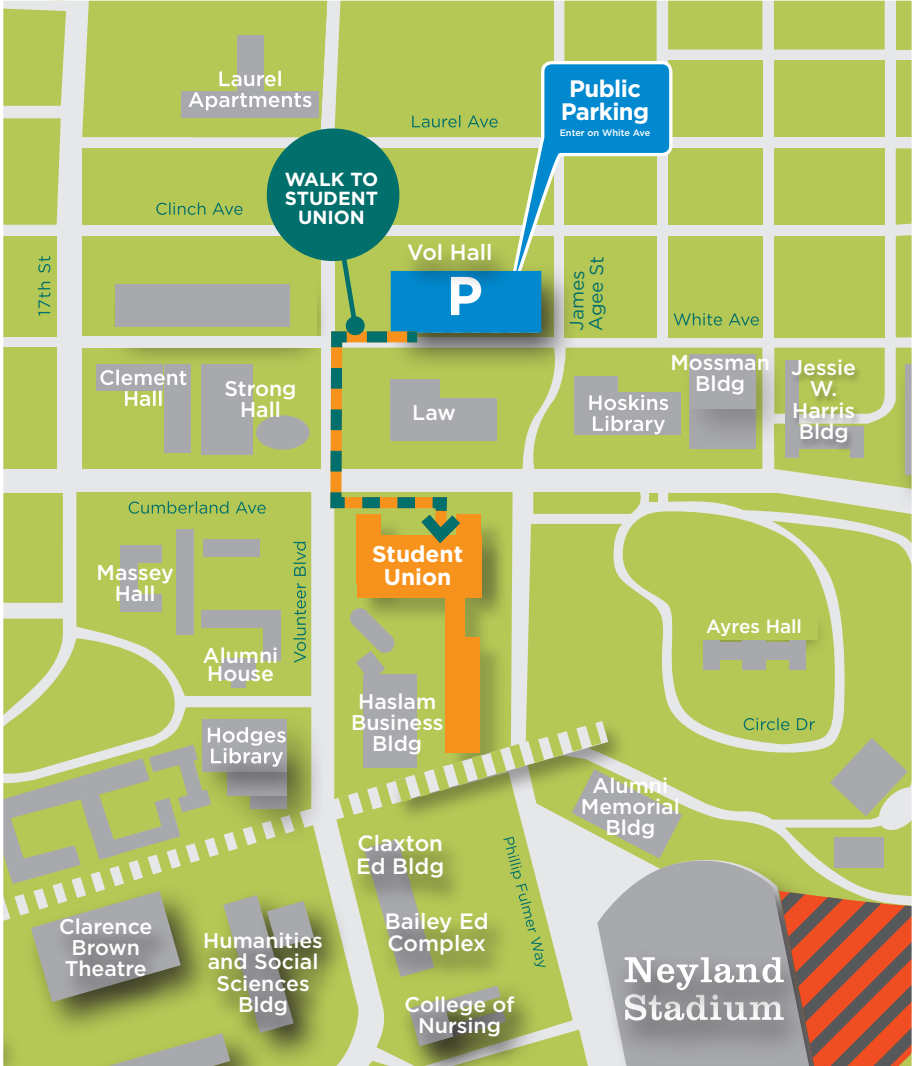 Laurel
Apartments
Public
Parking
Enter on White Ave
Laurel Ave
WALK TO
STUDENT
UNION
Clinch Ave
Vol Hall
P
17th St
James
Agee St
White Ave
Clement
Hall
Strong
Hall
Law
Hoskins
Library
Mossman
Bldg
Jessie
W.
Harris
Bldg
Cumberland Ave
Volunteer Blvd
Student
Union
Massey
Hall
Alumni
House
Ayres Hall
Haslam
Business
Bldg
Circle Dr
Hodges
Library
Alumni
Memorial
Bldg
Claxton
Ed Bldg
Phillip Fulmer Way
Clarence
Brown
Theatre
Humanities
and Social
Sciences
Bldg
Bailey Ed
Complex
College of
Nursing
Neyland
Stadium